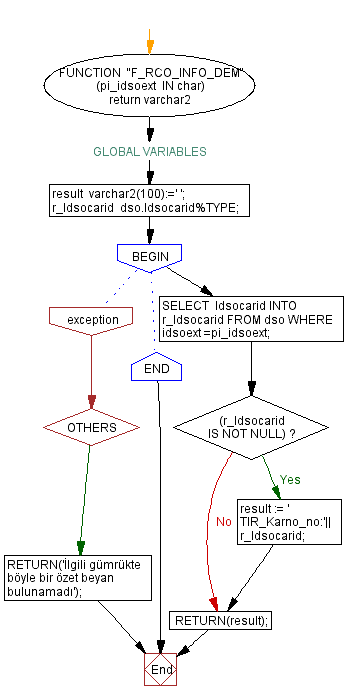 FUNCTION "F_RCO_INFO_DEM"
(pi_idsoext IN char)
return varchar2
GLOBAL VARIABLES
result varchar2(100):=' ';
r_Idsocarid dso.Idsocarid%TYPE;
BEGIN
exception
SELECT Idsocarid INTO
r_Idsocarid FROM dso WHERE
idsoext=pi_idsoext;
END
OTHERS
(r_Idsocarid
IS NOT NULL) ?
Yes
No
result := '
TIR_Karno_no:'||
r_Idsocarid;
RETURN('İlgili gümrükte
böyle bir özet beyan
bulunamadı');
RETURN(result);
End